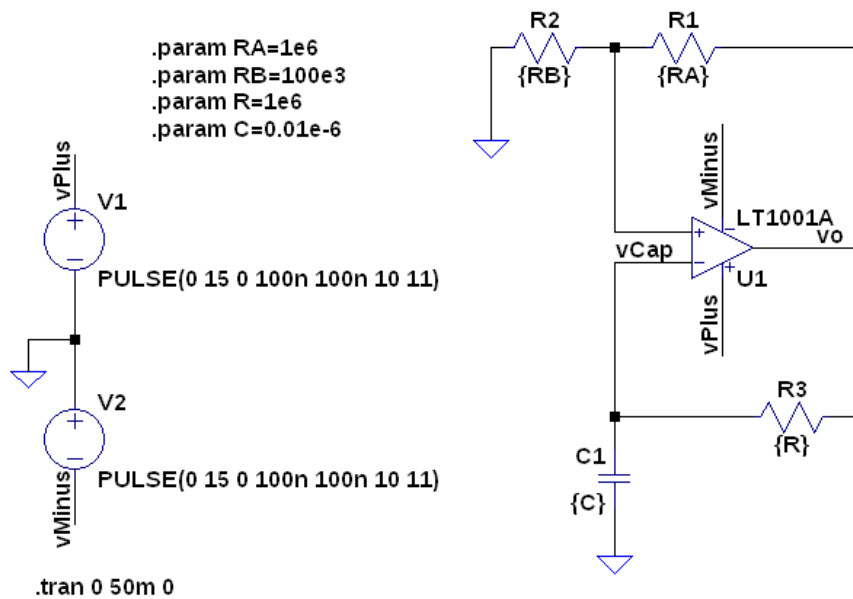 .param RA=1e6
.param RB=100e3
.param R=1e6
.param C=0.01e-6
vPlus
V1
+
−
PULSE(0 15 0 100n 100n 10 11)
V2
+
−
PULSE(0 15 0 100n 100n 10 11)
vMinus
.tran 0 50m 0
R2
{RB}
R1
{RA}
vMinus
−
LT1001A
+
vCap
−
vo
+
U1
vPlus
R3
{R}
C1
{C}